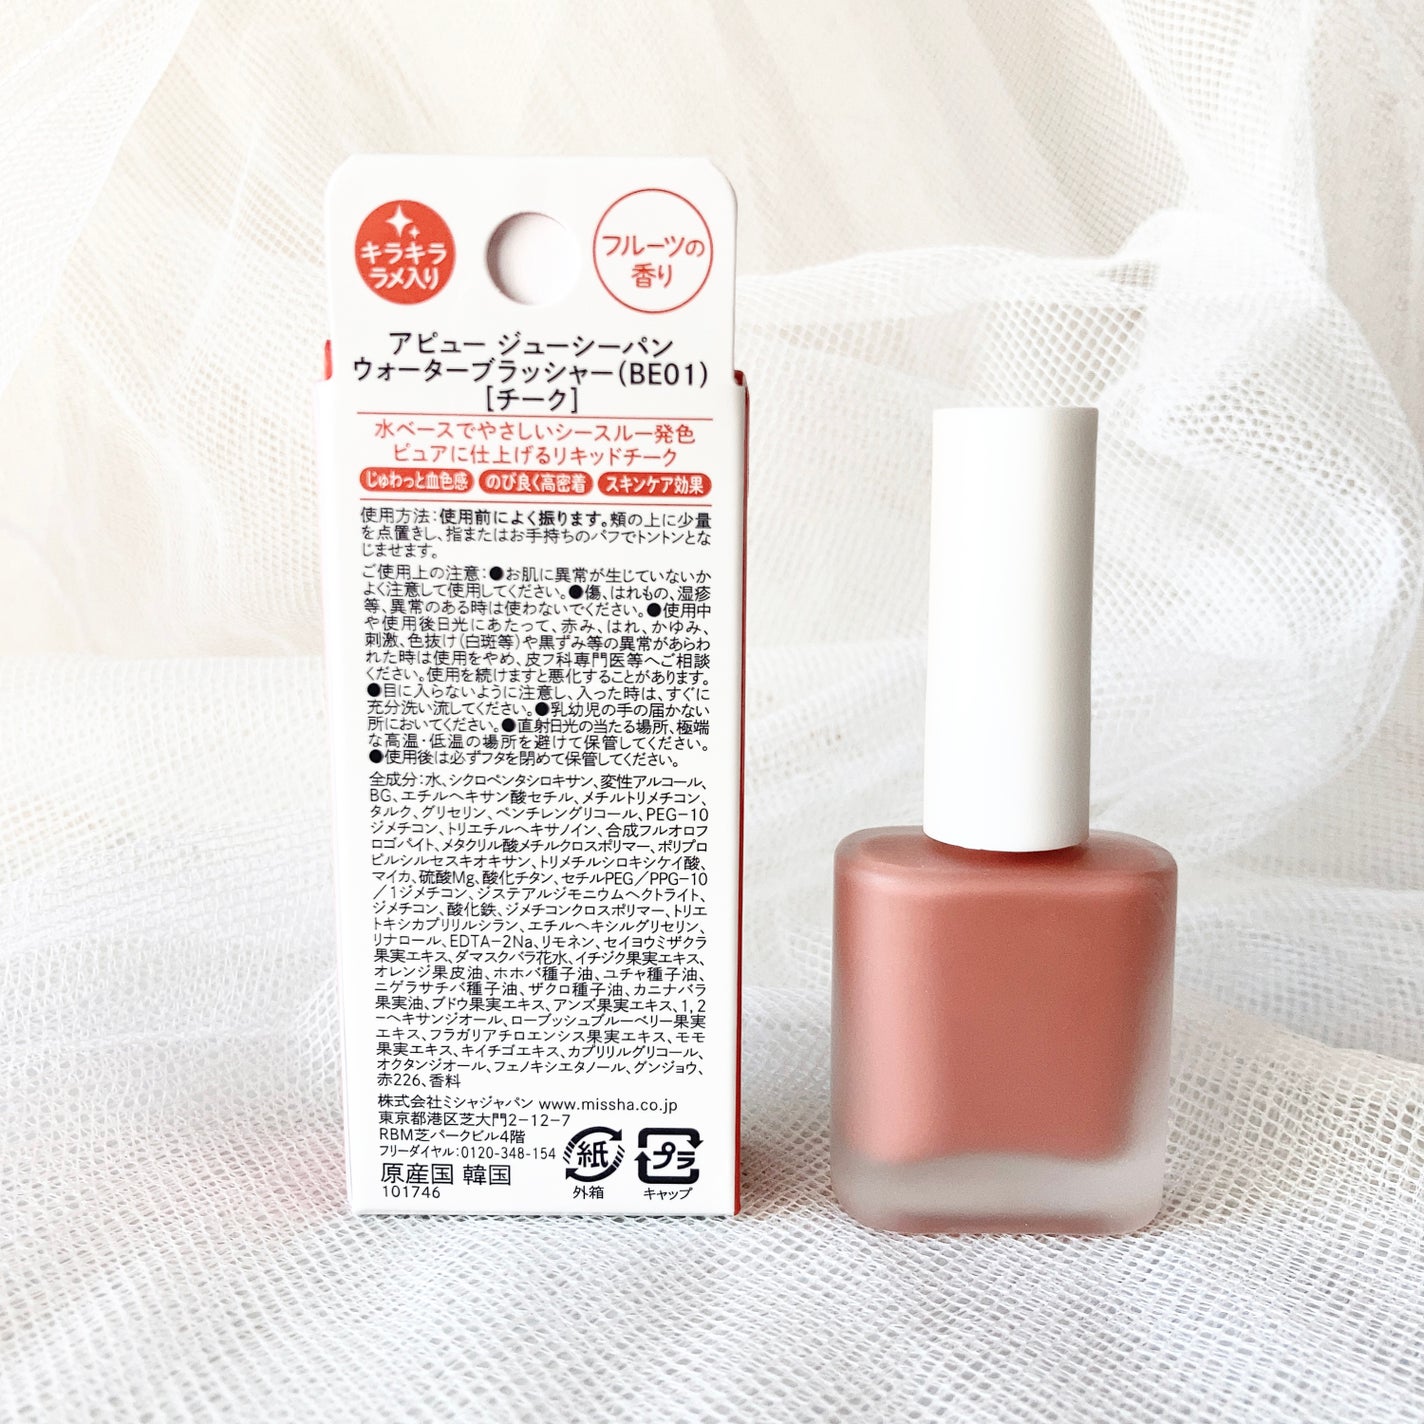 キラキラ
ラメ入り
フルーツの
香り
アピュー ジューシーパン
ウォーターブラッシャー(BE01)
[チーク]
水ベースでやさしいシースルー発色
ピュアに仕上げるリキッドチーク
じゅわっと血色感 のび良く高密着 スキンケア効果
使用方法:使用前によく振ります。頬の上に少量
を点置きし、指またはお手持ちのパフでトントンとな
じませます。
ご使用上の注意:●お肌に異常が生じていないか
よく注意して使用してください。●傷、はれもの、湿疹
等、異常のある時は使わないでください。●使用中
や使用後日光にあたって、赤み、はれ、かゆみ、
刺激、色抜け(白斑等)や黒ずみ等の異常があらわ
れた時は使用をやめ、皮フ科専門医等へご相談
ください。使用を続けますと悪化することがあります。
●目に入らないように注意し、入った時は、すぐに
充分洗い流してください。●乳幼児の手の届かない
所においてください。●直射日光の当たる場所、極端
な高温・低温の場所を避けて保管してください。
●使用後は必ずフタを閉めて保管してください。
全成分:水、シクロペンタシロキサン、変性アルコール、
BG、エチルヘキサン酸セチル、メチルトリメチコン、
タルク、グリセリン、ペンチレングリコール、PEG-10
ジメチコン、トリエチルヘキサノイン、合成フルオロフ
ロゴパイト、メタクリル酸メチルクロスポリマー、ポリプロ
ピルシルセスキオキサン、トリメチルシロキシケイ酸、
マイカ、硫酸Mg、酸化チタン、セチルPEG/PPG-10
/1ジメチコン、ジステアルジモニウムヘクトライト、
ジメチコン、酸化鉄、ジメチコンクロスポリマー、トリエ
トキシカプリリルシラン、エチルヘキシルグリセリン、
リナロール、EDTA-2Na、リモネン、セイヨウミザクラ
果実エキス、ダマスクバラ花水、イチジク果実エキス、
オレンジ果皮油、ホホバ種子油、ユチャ種子油、
ニゲラサチバ種子油、ザクロ種子油、カニナバラ
果実油、ブドウ果実エキス、アンズ果実エキス、1,2
-ヘキサンジオール、ローブッシュブルーベリー果実
エキス、フラガリアチロエンシス果実エキス、モモ
果実エキス、キイチゴエキス、カプリリルグリコール、
オクタンジオール、フェノキシエタノール、グンジョウ、
赤226、香料
株式会社ミシャジャパン www.missha.co.jp
東京都港区芝大門2-12-7
RBM芝パークビル4階
フリーダイヤル:0120-348-154
原産国 韓国
101746
紙
外箱
プラ
キャップ